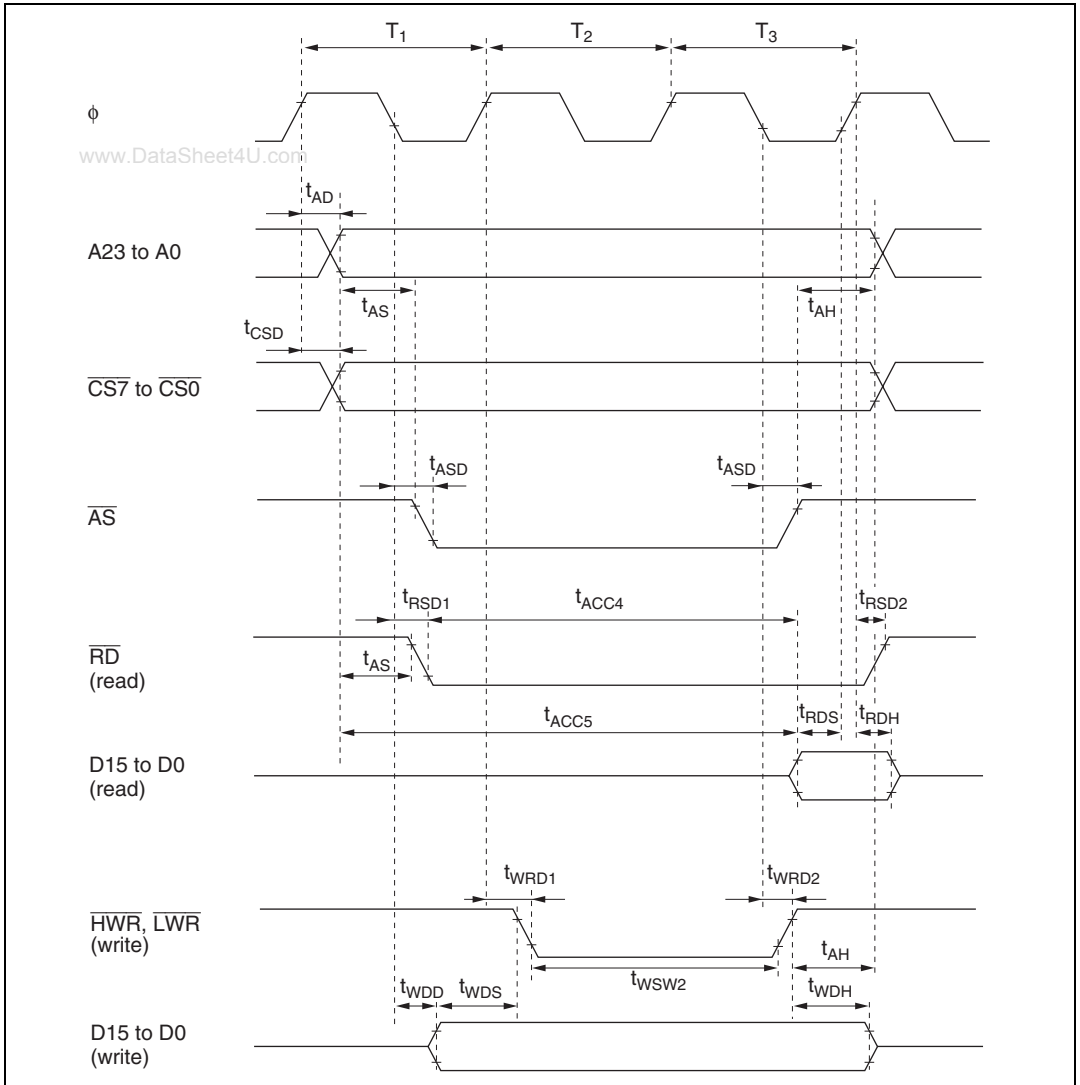 T1 T2 T3
φ
www.DataSheet4U.com
tAD
A23 to A0
tAS tAH
tCSD
CS7 to CS0
tASD tASD
AS
tRSD1 tACC4 tRSD2
RD
(read)
tAS
tACC5 tRDS tRDH
D15 to D0
(read)
tWRD1 tWRD2
HWR, LWR
(write)
tAH
tWSW2
tWDD tWDS tWDH
D15 to D0
(write)